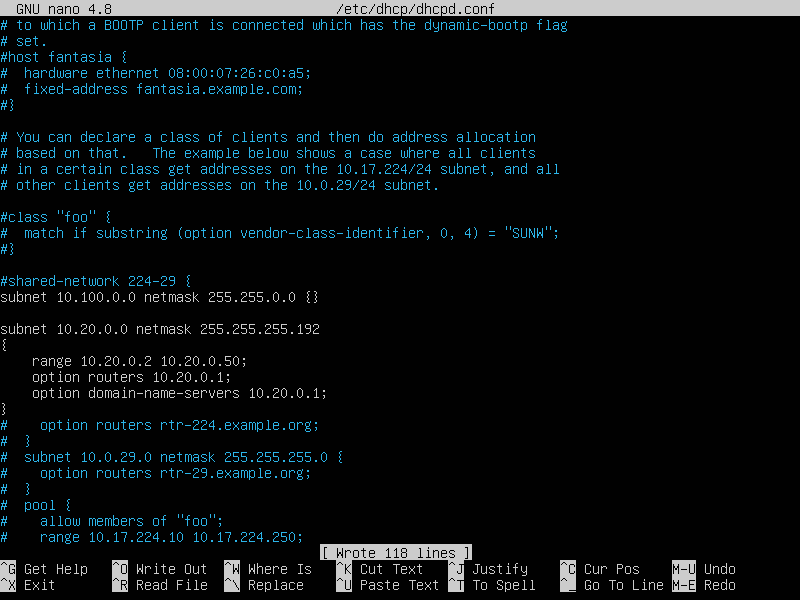 GNU nano 4.8 /etc/dhcp/dhcpd.conf
# to which a BOOTP client is connected which has the dynamic-bootp flag
# set.
#host fantasia {
#  hardware ethernet 08:00:07:26:c0:a5;
#  fixed-address fantasia.example.com;
#}

# You can declare a class of clients and then do address allocation
# based on that.   The example below shows a case where all clients
# in a certain class get addresses on the 10.17.224/24 subnet, and all
# other clients get addresses on the 10.0.29/24 subnet.

#class "foo" {
#  match if substring (option vendor-class-identifier, 0, 4) = "SUNW";
#}

#shared-network 224-29 {
subnet 10.100.0.0 netmask 255.255.0.0 {}

subnet 10.20.0.0 netmask 255.255.255.192
{
    range 10.20.0.2 10.20.0.50;
    option routers 10.20.0.1;
    option domain-name-servers 10.20.0.1;
}
#    option routers rtr-224.example.org;
#  }
#  subnet 10.0.29.0 netmask 255.255.255.0 {
#    option routers rtr-29.example.org;
#  }
#  pool {
#    allow members of "foo";
#    range 10.17.224.10 10.17.224.250;
[ Wrote 118 lines ]
^G Get Help  ^O Write Out  ^W Where Is  ^K Cut Text  ^J Justify  ^C Cur Pos  M-U Undo
^X Exit  ^R Read File  ^\ Replace  ^U Paste Text  ^T To Spell  ^_ Go To Line  M-E Redo